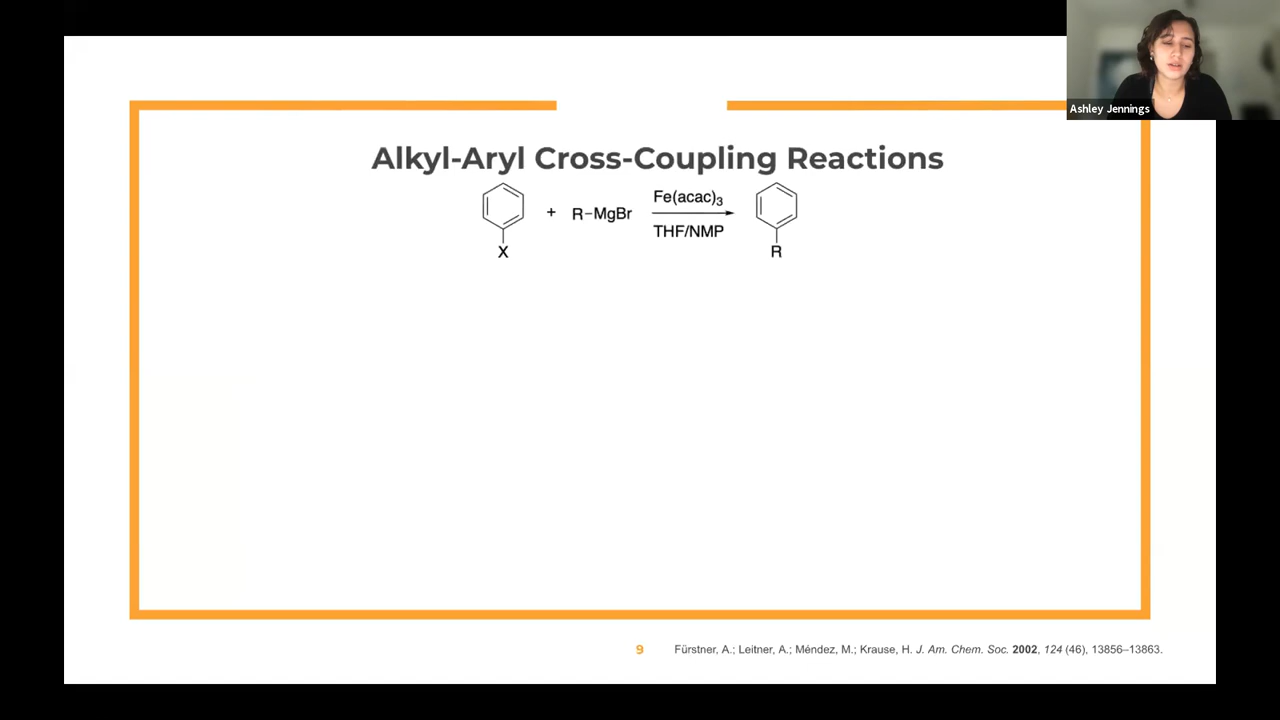 Ashley Jennings
Alkyl-Aryl Cross-Coupling Reactions
X + R–MgBr Fe(acac)₃ THF/NMP R
9 Fürstner, A.; Leitner, A.; Méndez, M.; Krause, H. J. Am. Chem. Soc. 2002, 124 (46), 13856–13863.